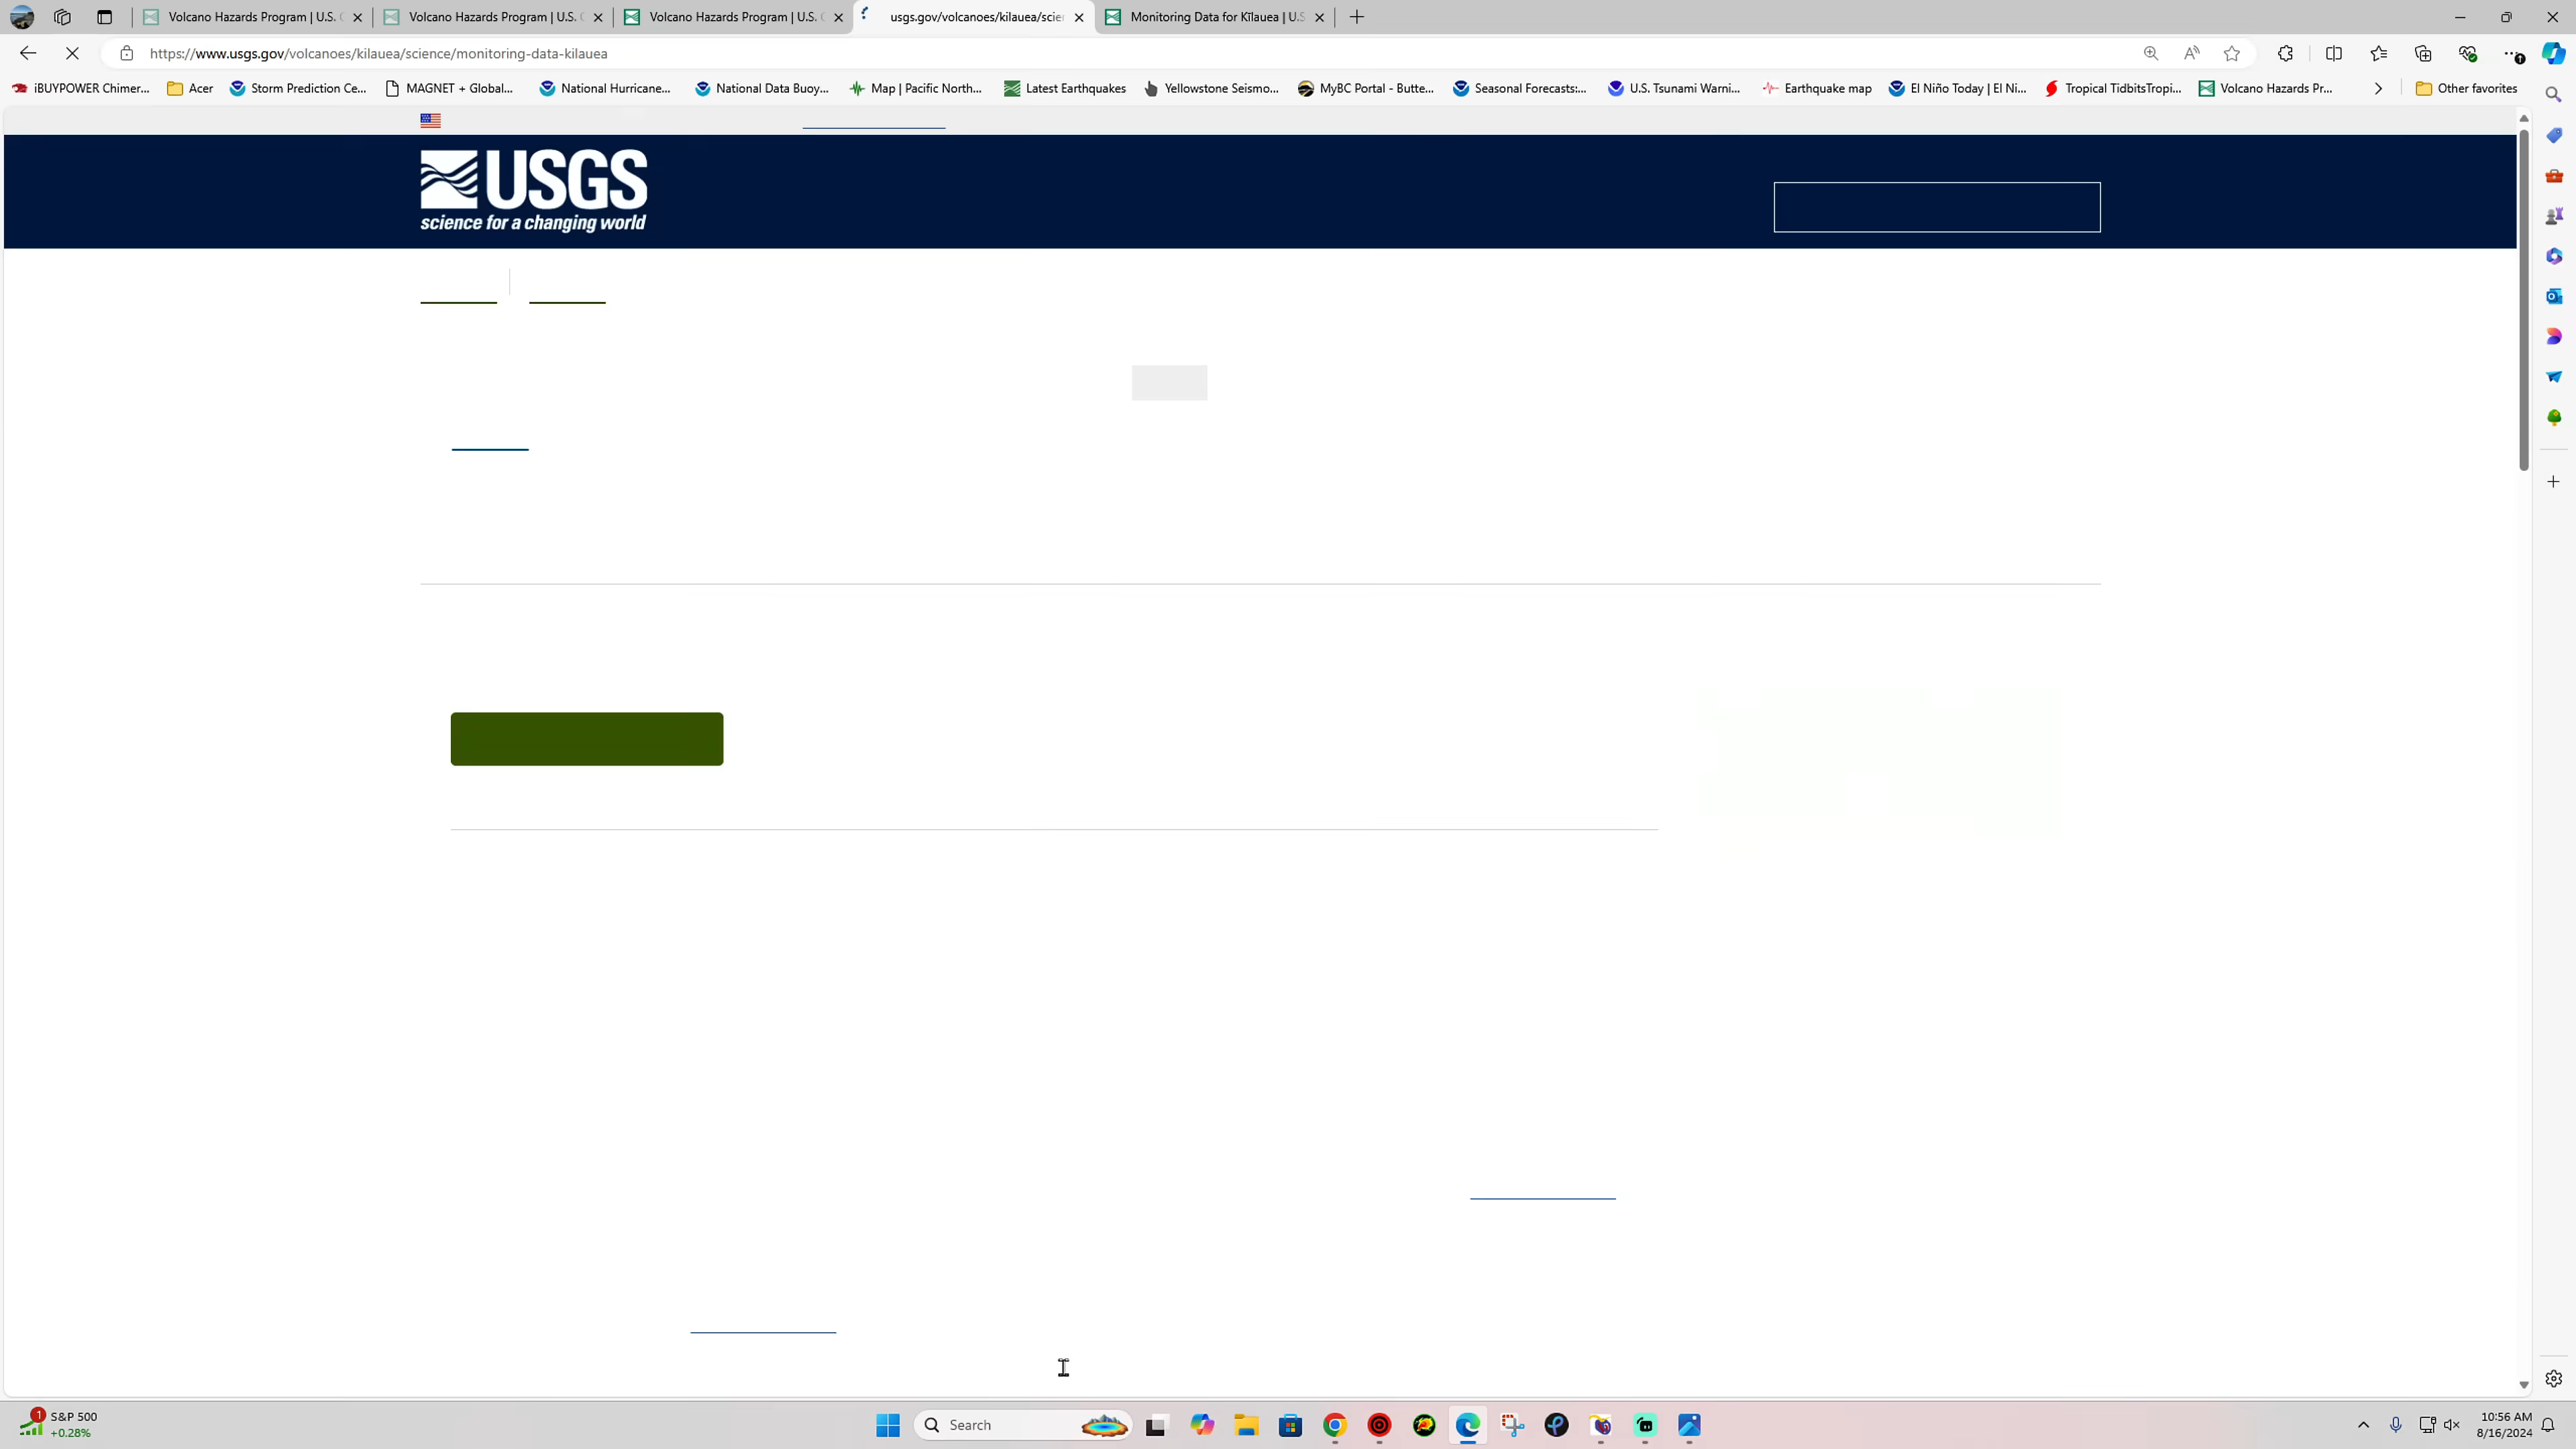 Volcano Hazards Program | U.S. G
Volcano Hazards Program | U.S. G
Volcano Hazards Program | U.S. G
usgs.gov/volcanoes/kilauea/scie
Monitoring Data for Kīlauea | U.S
https://www.usgs.gov/volcanoes/kilauea/science/monitoring-data-kilauea
iBUYPOWER Chimer...
Acer
Storm Prediction Ce...
MAGNET + Global...
National Hurricane...
National Data Buoy...
Map | Pacific North...
Latest Earthquakes
Yellowstone Seismo...
MyBC Portal - Butte...
Seasonal Forecasts:...
U.S. Tsunami Warni...
Earthquake map
El Niño Today | El Ni...
Tropical TidbitsTropi...
Volcano Hazards Pr...
Other favorites
USGS
science for a changing world
1
S&P 500
+0.28%
Search
10:56 AM
8/16/2024